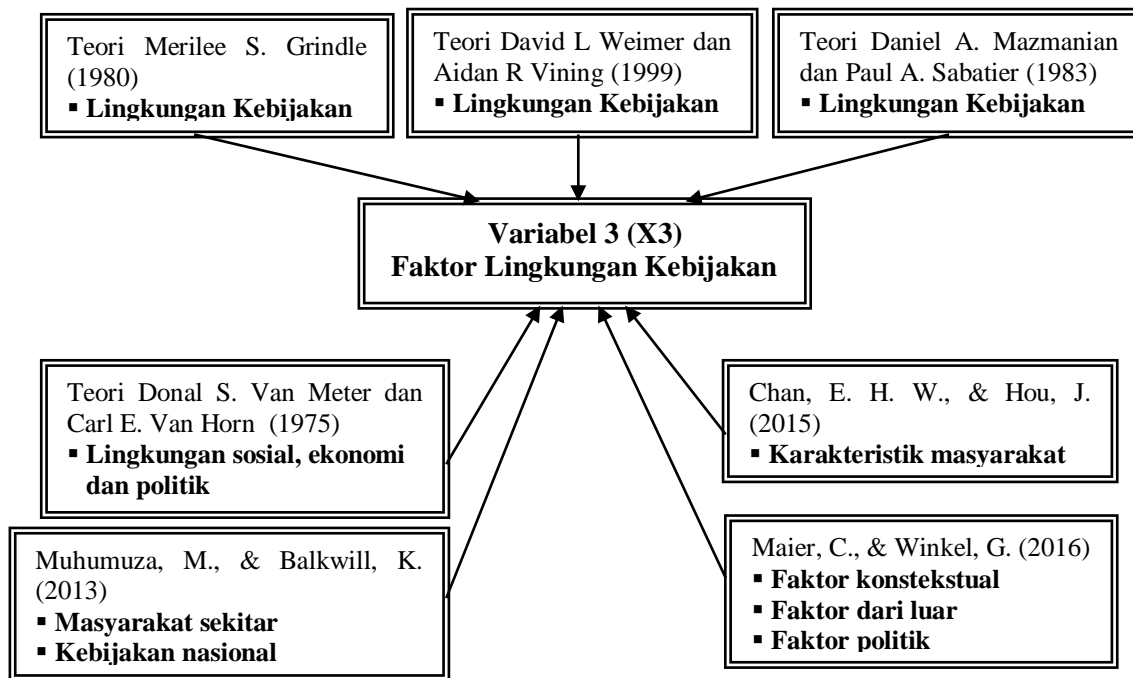 Teori Merilee S. Grindle
(1980)
▪ Lingkungan Kebijakan
Teori David L Weimer dan
Aidan R Vining (1999)
▪ Lingkungan Kebijakan
Teori Daniel A. Mazmanian
dan Paul A. Sabatier (1983)
▪ Lingkungan Kebijakan
Variabel 3 (X3)
Faktor Lingkungan Kebijakan
Teori Donal S. Van Meter dan
Carl E. Van Horn (1975)
▪ Lingkungan sosial, ekonomi
dan politik
Chan, E. H. W., & Hou, J.
(2015)
▪ Karakteristik masyarakat
Muhumuza, M., & Balkwill, K.
(2013)
▪ Masyarakat sekitar
▪ Kebijakan nasional
Maier, C., & Winkel, G. (2016)
▪ Faktor konstekstual
▪ Faktor dari luar
▪ Faktor politik